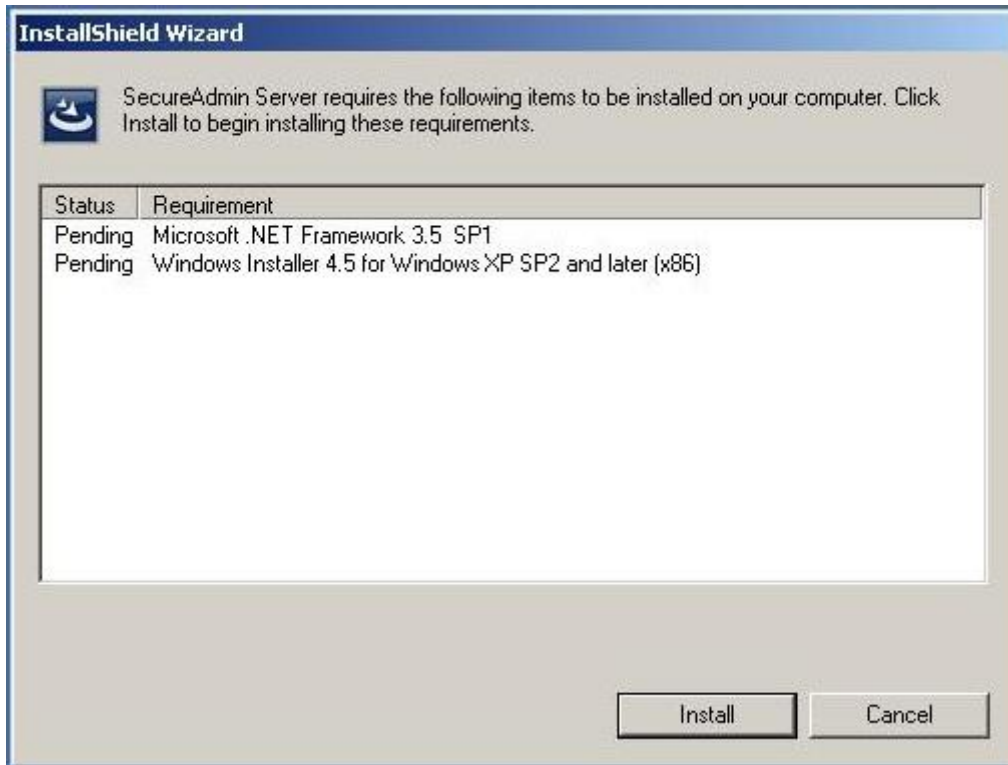 InstallShield Wizard
SecureAdmin Server requires the following items to be installed on your computer. Click
Install to begin installing these requirements.
Status Requirement
Pending Microsoft .NET Framework 3.5 SP1
Pending Windows Installer 4.5 for Windows XP SP2 and later (x86)
Install Cancel